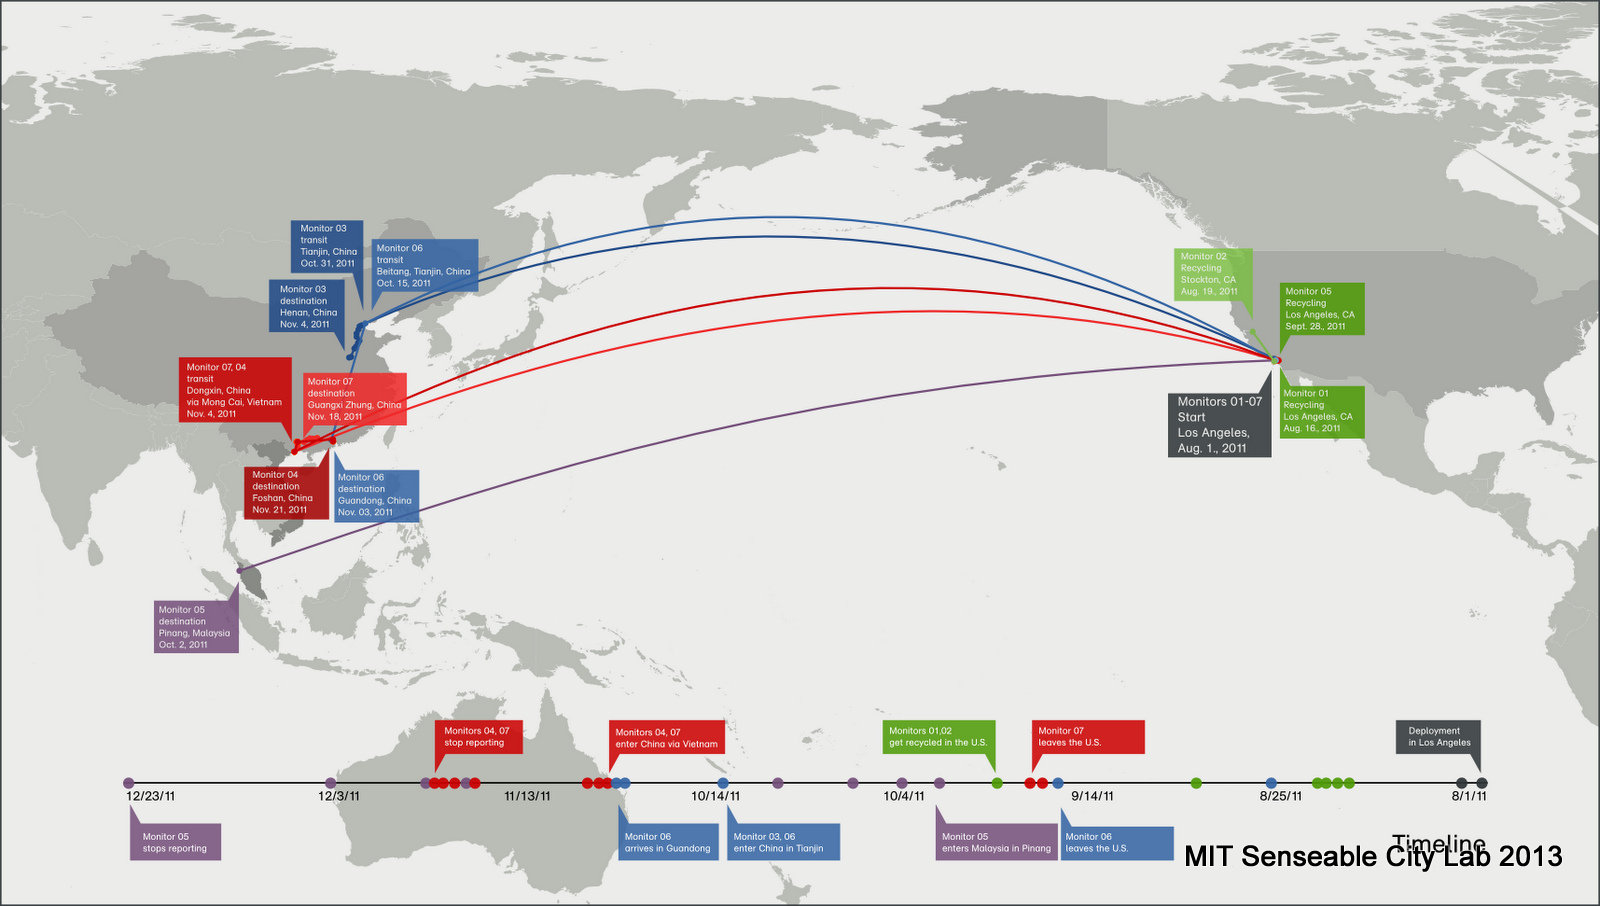 Monitor 03
transit
Tianjin, China
Oct. 31, 2011
Monitor 06
transit
Beitang, Tianjin, China
Oct. 15, 2011
Monitor 03
destination
Henan, China
Nov. 4, 2011
Monitor 07, 04
transit
Dongxin, China
via Mong Cai, Vietnam
Nov. 4, 2011
Monitor 07
destination
Guangxi Zhung, China
Nov. 18, 2011
Monitor 04
destination
Foshan, China
Nov. 21, 2011
Monitor 06
destination
Guandong, China
Nov. 03, 2011
Monitor 05
destination
Pinang, Malaysia
Oct. 2, 2011
Monitor 02
Recycling
Stockton, CA
Aug. 19., 2011
Monitor 05
Recycling
Los Angeles, CA
Sept. 28., 2011
Monitors 01-07
Start
Los Angeles,
Aug. 1., 2011
Monitor 01
Recycling
Los Angeles, CA
Aug. 16., 2011
Monitors 04, 07
stop reporting
Monitors 04, 07
enter China via Vietnam
Monitors 01,02
get recycled in the U.S.
Monitor 07
leaves the U.S.
Deployment
in Los Angeles
12/23/11
12/3/11
11/13/11
10/14/11
10/4/11
9/14/11
8/25/11
8/1/11
Monitor 05
stops reporting
Monitor 06
arrives in Guandong
Monitor 03, 06
enter China in Tianjin
Monitor 05
enters Malaysia in Pinang
Monitor 06
leaves the U.S.
Timeline
MIT Senseable City Lab 2013